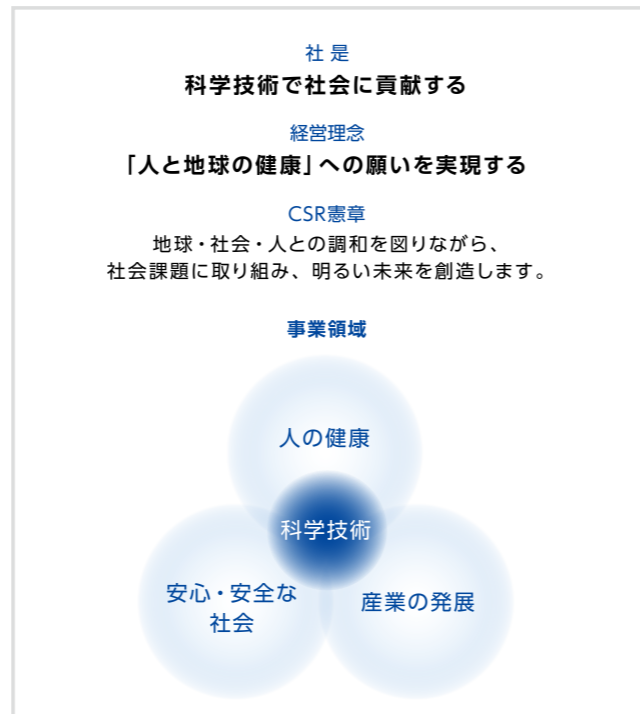 社 是
科学技術で社会に貢献する
経営理念
「人と地球の健康」への願いを実現する
CSR憲章
地球・社会・人との調和を図りながら、
社会課題に取り組み、明るい未来を創造します。
事業領域
人の健康
科学技術
安心・安全な
社会
産業の発展